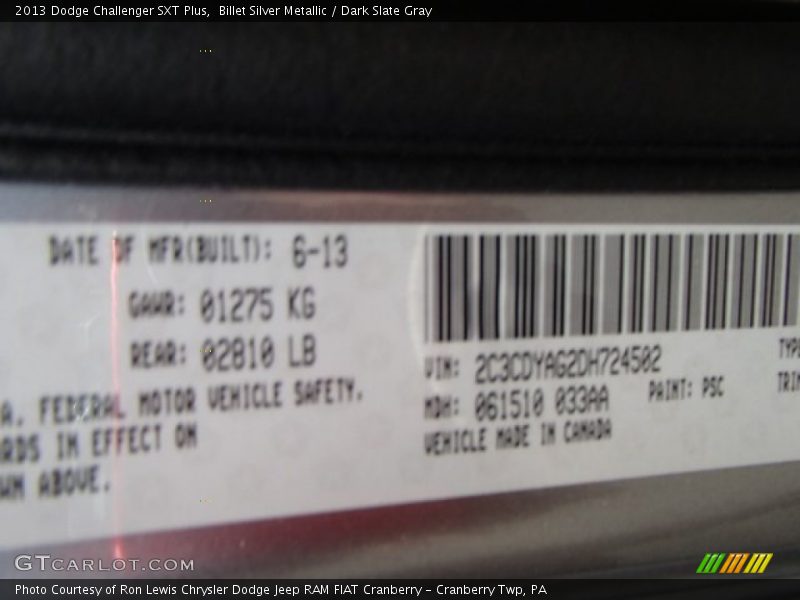 2013 Dodge Challenger SXT Plus,  Billet Silver Metallic / Dark Slate Gray
DATE OF MFR(BUILT): 6-13
GAWR: 01275 KG
REAR: 02810 LB
A. FEDERAL MOTOR VEHICLE SAFETY.
ARDS IN EFFECT ON
WN ABOVE.
VIN: 2C3CDYAG2DH724502
MDH: 061510 033AA
PAINT: PSC
VEHICLE MADE IN CANADA
TYPE
TRIM
GTCARLOT.COM
Photo Courtesy of Ron Lewis Chrysler Dodge Jeep RAM FIAT Cranberry – Cranberry Twp, PA